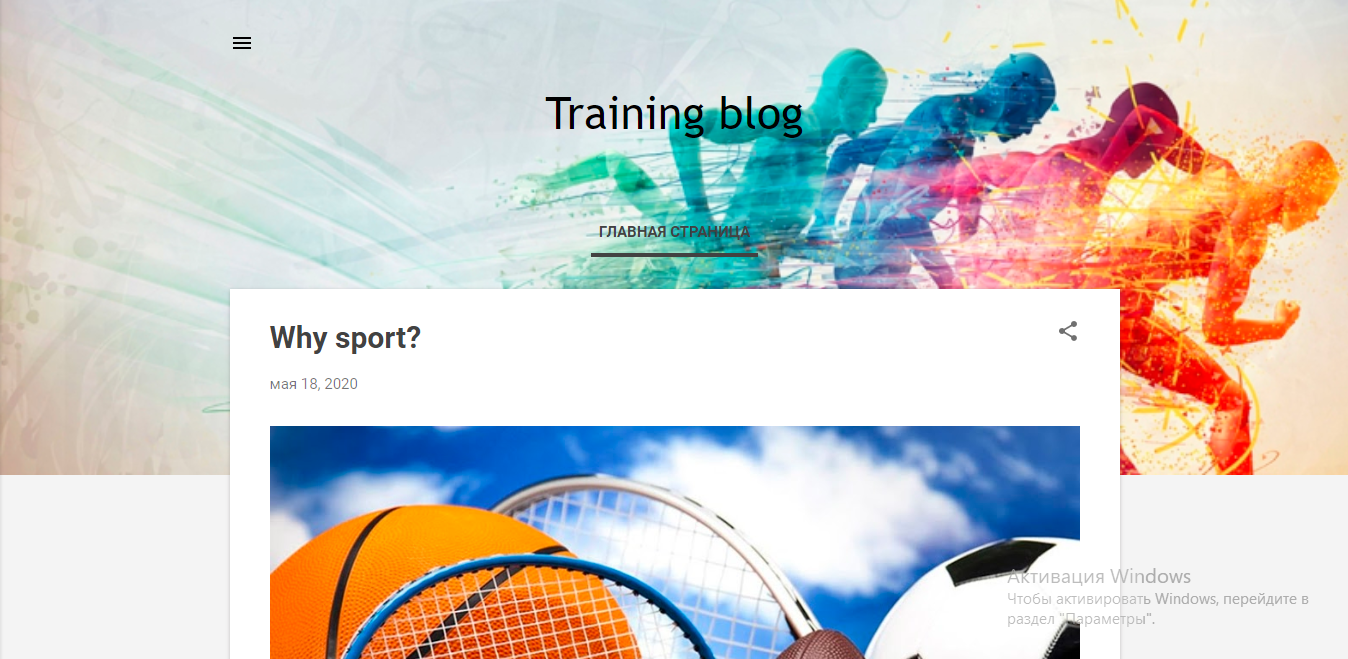 Training blog
ГЛАВНАЯ СТРАНИЦА
Why sport?
мая 18, 2020
Активация Windows
Чтобы активировать Windows, перейдите в
раздел "Параметры".